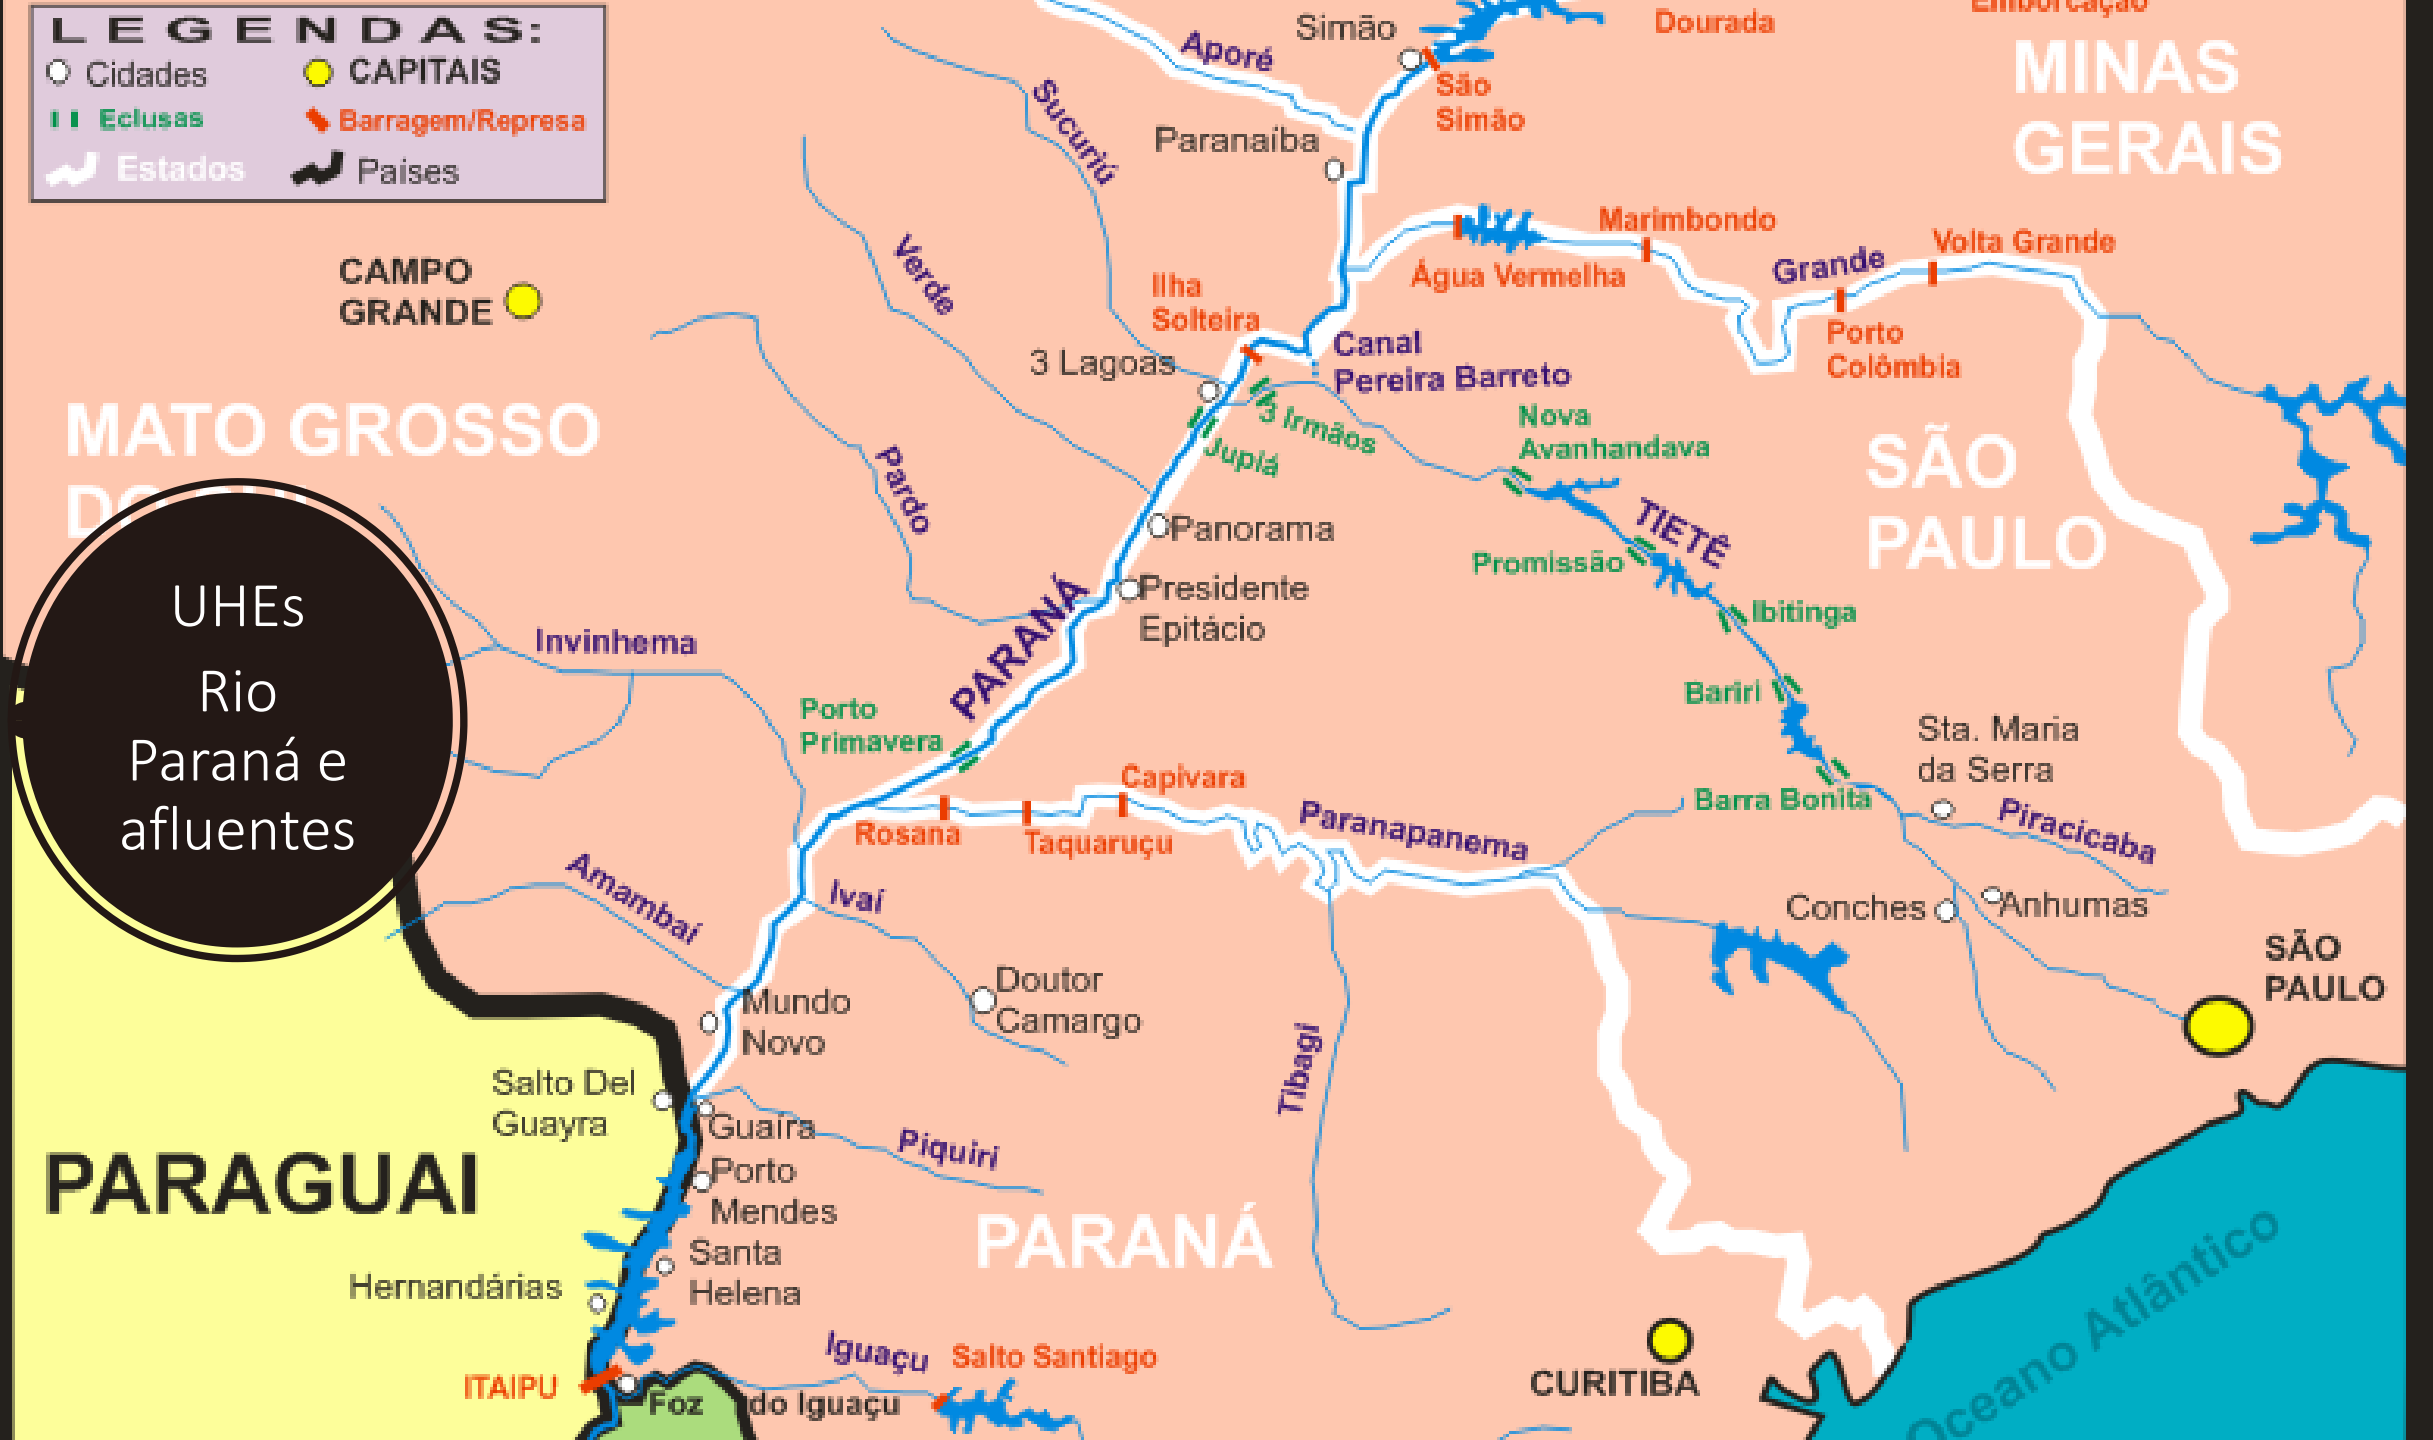 LEGENDAS:
Cidades
CAPITAIS
Eclusas
Barragem/Represa
Estados
Países
Simão
Dourada
Emborcação
MINAS
GERAIS
Aporé
São
Simão
Sucuriú
Paranaíba
Verde
CAMPO
GRANDE
Ilha
Solteira
Água Vermelha
Marimbondo
Grande
Volta Grande
Porto
Colômbia
Canal
Pereira Barreto
3 Lagoas
3 Irmãos
Jupiá
Nova
Avanhandava
MATO GROSSO
SÃO
PAULO
Pardo
Panorama
TIETÊ
Promissão
Presidente
Epitácio
Ibitinga
UHEs
Rio
Paraná e
afluentes
Invinhema
PARANÁ
Porto
Primavera
Bariri
Sta. Maria
da Serra
Barra Bonita
Piracicaba
Capivara
Rosana
Taquaruçu
Paranapanema
Amambaí
Ivaí
Conches
Anhumas
SÃO
PAULO
Doutor
Camargo
Mundo
Novo
Tibagi
Salto Del
Guayra
Guaíra
Piquiri
PARAGUAI
Porto
Mendes
PARANÁ
Santa
Helena
Hernandárias
Oceano Atlântico
Iguaçu
Salto Santiago
ITAIPU
Foz do Iguaçu
CURITIBA